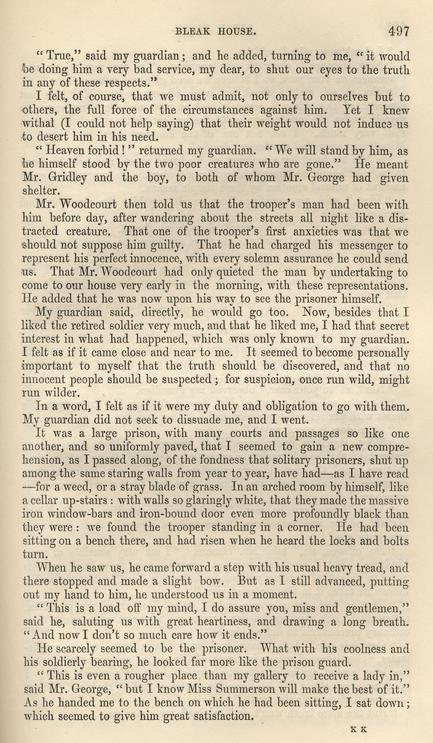 BLEAK HOUSE. 497
“ True,” said my guardian ; and he added, turning to me, “ it would
be doing him a very bad service, my dear, to shut our eyes to the truth
in any of these respects.”
I felt, of course, that we must admit, not only to ourselves but to
others, the full force of the circumstances against him. Yet I knew
withal (I could not help saying) that their weight would not induce us
to desert him in his need.
“ Heaven forbid ! ” returned my guardian. “ We will stand by him, as
he himself stood by the two poor creatures who are gone.” He meant
Mr. Gridley and the boy, to both of whom Mr. George had given
shelter.
Mr. Woodcourt then told us that the trooper's man had been with
him before day, after wandering about the streets all night like a dis-
tracted creature. That one of the trooper's first anxieties was that we
should not suppose him guilty. That he had charged his messenger to
represent his perfect innocence, with every solemn assurance he could send
us. That Mr. Woodcourt had only quieted the man by undertaking to
come to our house very early in the morning, with these representations.
He added that he was now upon his way to see the prisoner himself.
My guardian said, directly, he would go too. Now, besides that I
liked the retired soldier very much, and that he liked me, I had that secret
interest in what had happened, which was only known to my guardian.
I felt as if it came close and near to me. It seemed to become personally
important to myself that the truth should be discovered, and that no
innocent people should be suspected ; for suspicion, once run wild, might
run wilder.
In a word, I felt as if it were my duty and obligation to go with them.
My guardian did not seek to dissuade me, and I went.
It was a large prison, with many courts and passages so like one
another, and so uniformly paved, that I seemed to gain a new compre-
hension, as I passed along, of the fondness that solitary prisoners, shut up
among the same staring walls from year to year, have had—as I have read
—for a weed, or a stray blade of grass. In an arched room by himself, like
a cellar up-stairs : with walls so glaringly white, that they made the massive
iron window-bars and iron-bound door even more profoundly black than
they were : we found the trooper standing in a corner. He had been
sitting on a bench there, and had risen when he heard the locks and bolts
turn.
When he saw us, he came forward a step with his usual heavy tread, and
there stopped and made a slight bow. But as I still advanced, putting
out my hand to him, he understood us in a moment.
“ This is a load off my mind, I do assure you, miss and gentlemen,”
said he, saluting us with great heartiness, and drawing a long breath.
“ And now I don't so much care how it ends.”
He scarcely seemed to be the prisoner. What with his coolness and
his soldierly bearing, he looked far more like the prison guard.
“ This is even a rougher place than my gallery to receive a lady in,”
said Mr. George, “ but I know Miss Summerson will make the best of it.”
As he handed me to the bench on which he had been sitting, I sat down ;
which seemed to give him great satisfaction.
K K